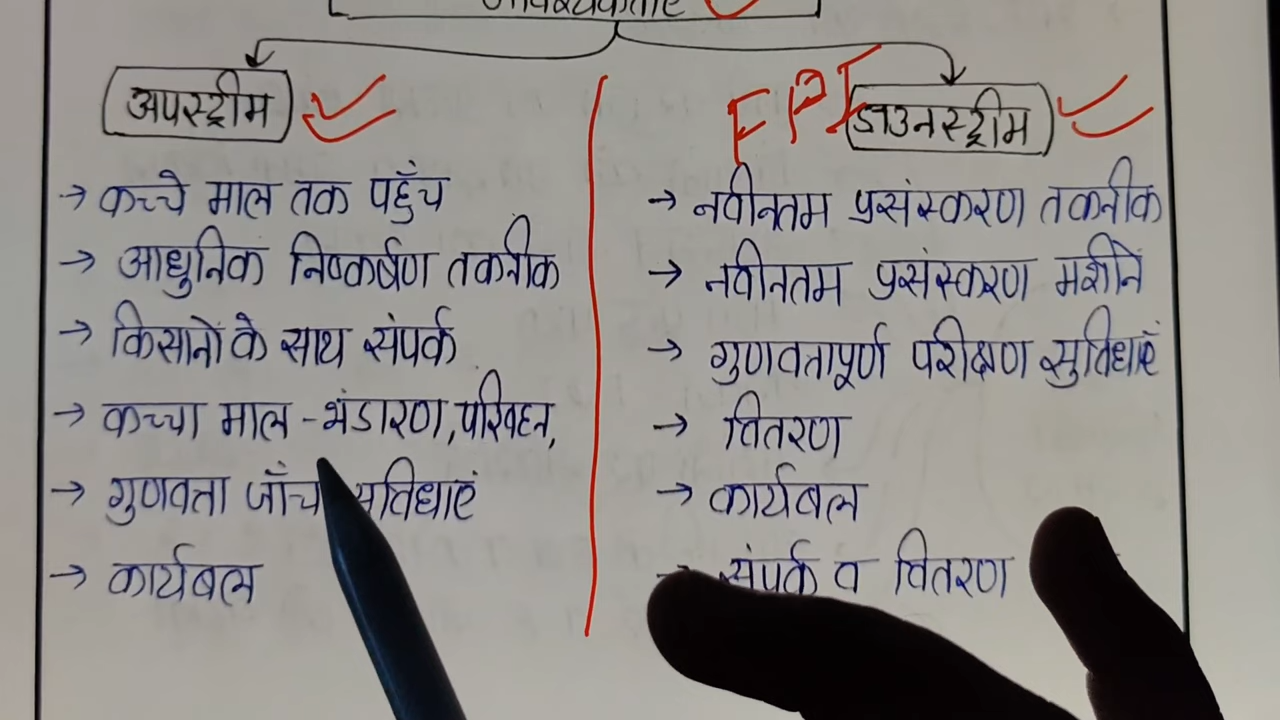 आवश्यकताएँ
अपस्ट्रीम
→ कच्चे माल तक पहुँच
→ आधुनिक निष्कर्षण तकनीक
→ किसानों के साथ संपर्क
→ कच्चा माल - भंडारण, परिवहन,
→ गुणवत्ता जाँच सुविधाएं
→ कार्यबल
FPI
डाउनस्ट्रीम
→ नवीनतम प्रसंस्करण तकनीक
→ नवीनतम प्रसंस्करण मशीनें
→ गुणवत्तापूर्ण परीक्षण सुविधाएँ
→ वितरण
→ कार्यबल
→ संपर्क व वितरण